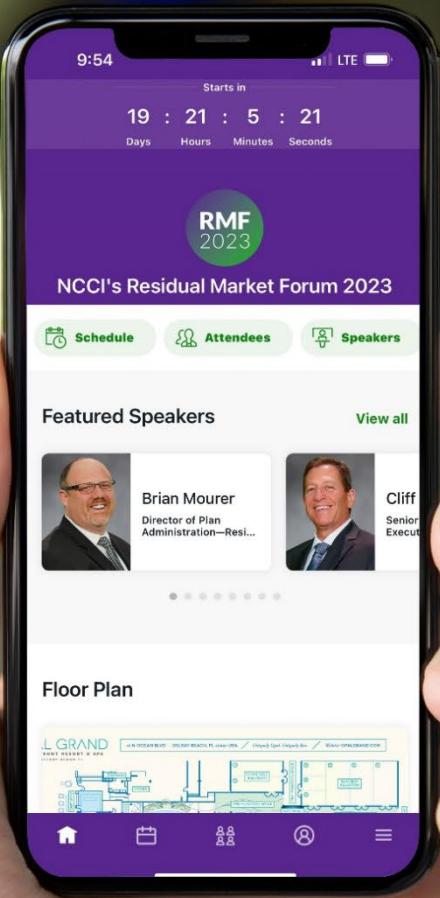 9:54
LTE
Starts in
19 : 21 : 5 : 21
Days Hours Minutes Seconds
RMF
2023
NCCI's Residual Market Forum 2023
Schedule Attendees Speakers
Featured Speakers View all
Brian Mourer
Director of Plan
Administration—Resi...
Cliff
Senior
Execut
Floor Plan
L GRAND